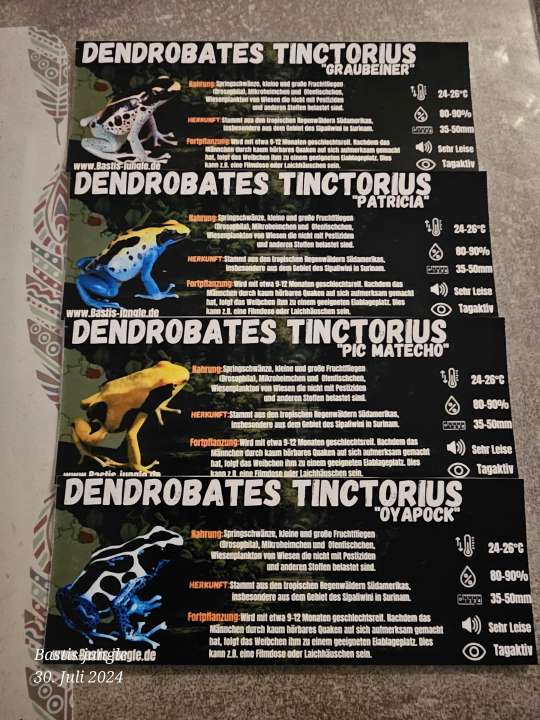 DENDROBATES TINCTORIUS
"GRAUBEINER"
Nahrung: Springschwänze, kleine und große Fruchtfliegen
(Drosophila), Mikroheimchen und Ofenfischchen,
Wiesenplankton von Wiesen die nicht mit Pestiziden
und anderen Stoffen belastet sind.
HERKUNFT: Stammt aus den tropischen Regenwäldern Südamerikas,
insbesondere aus dem Gebiet des Sipaliwini in Surinam.
Fortpflanzung: Wird mit etwa 9-12 Monaten geschlechtsreif. Nachdem das
Männchen durch kaum hörbares Quaken auf sich aufmerksam gemacht
hat, folgt das Weibchen ihm zu einem geeigneten Eiablageplatz. Dies
kann z.B. eine Filmdose oder Laichhäuschen sein.
24-26°C
80-90%
35-50mm
Sehr Leise
Tagaktiv
www.Bastis-jungle.de
DENDROBATES TINCTORIUS
"PATRICIA"
Nahrung: Springschwänze, kleine und große Fruchtfliegen
(Drosophila), Mikroheimchen und Ofenfischchen,
Wiesenplankton von Wiesen die nicht mit Pestiziden
und anderen Stoffen belastet sind.
HERKUNFT: Stammt aus den tropischen Regenwäldern Südamerikas,
insbesondere aus dem Gebiet des Sipaliwini in Surinam.
Fortpflanzung: Wird mit etwa 9-12 Monaten geschlechtsreif. Nachdem das
Männchen durch kaum hörbares Quaken auf sich aufmerksam gemacht
hat, folgt das Weibchen ihm zu einem geeigneten Eiablageplatz. Dies
kann z.B. eine Filmdose oder Laichhäuschen sein.
24-26°C
80-90%
35-50mm
Sehr Leise
Tagaktiv
www.Bastis-jungle.de
DENDROBATES TINCTORIUS
"PIC MATECHO"
Nahrung: Springschwänze, kleine und große Fruchtfliegen
(Drosophila), Mikroheimchen und Ofenfischchen,
Wiesenplankton von Wiesen die nicht mit Pestiziden
und anderen Stoffen belastet sind.
HERKUNFT: Stammt aus den tropischen Regenwäldern Südamerikas,
insbesondere aus dem Gebiet des Sipaliwini in Surinam.
Fortpflanzung: Wird mit etwa 9-12 Monaten geschlechtsreif. Nachdem das
Männchen durch kaum hörbares Quaken auf sich aufmerksam gemacht
hat, folgt das Weibchen ihm zu einem geeigneten Eiablageplatz. Dies
kann z.B. eine Filmdose oder Laichhäuschen sein.
24-26°C
80-90%
35-50mm
Sehr Leise
Tagaktiv
www.Bastis-jungle.de
DENDROBATES TINCTORIUS
"OYAPOCK"
Nahrung: Springschwänze, kleine und große Fruchtfliegen
(Drosophila), Mikroheimchen und Ofenfischchen,
Wiesenplankton von Wiesen die nicht mit Pestiziden
und anderen Stoffen belastet sind.
HERKUNFT: Stammt aus den tropischen Regenwäldern Südamerikas,
insbesondere aus dem Gebiet des Sipaliwini in Surinam.
Fortpflanzung: Wird mit etwa 9-12 Monaten geschlechtsreif. Nachdem das
Männchen durch kaum hörbares Quaken auf sich aufmerksam gemacht
hat, folgt das Weibchen ihm zu einem geeigneten Eiablageplatz. Dies
kann z.B. eine Filmdose oder Laichhäuschen sein.
24-26°C
80-90%
35-50mm
Sehr Leise
Tagaktiv
30. Juli 2024